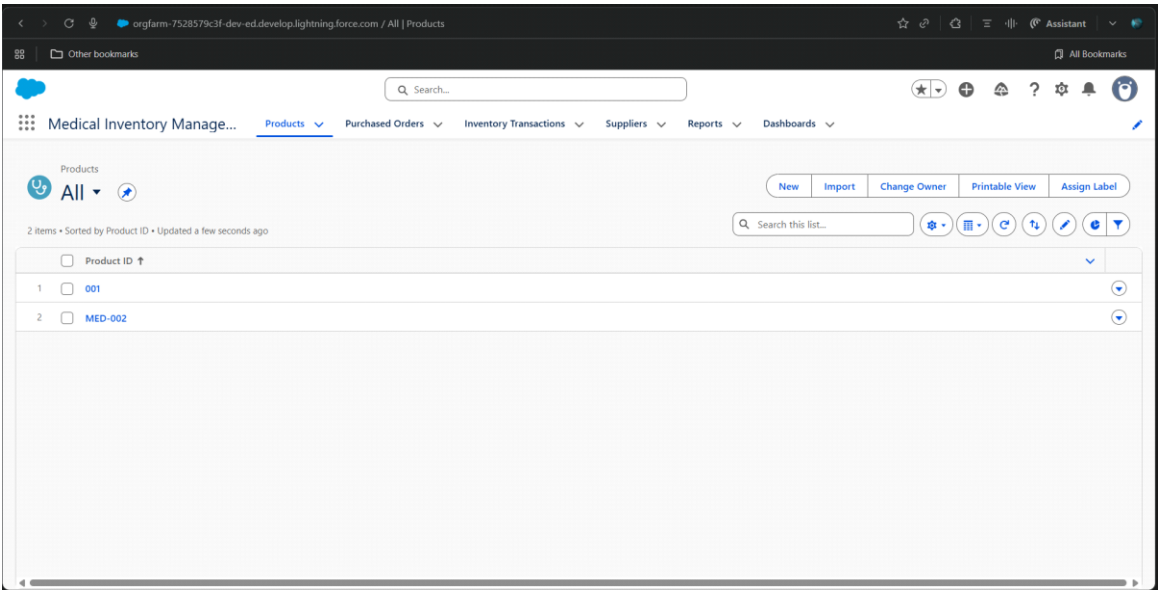 orgfarm-7528579c3f-dev-ed.develop.lightning.force.com / All | Products
Assistant
Other bookmarks
All Bookmarks
Search...
Medical Inventory Manage...
Products
Purchased Orders
Inventory Transactions
Suppliers
Reports
Dashboards
Products
All
New
Import
Change Owner
Printable View
Assign Label
2 items • Sorted by Product ID • Updated a few seconds ago
Search this list...
Product ID ↑
1 001
2 MED-002